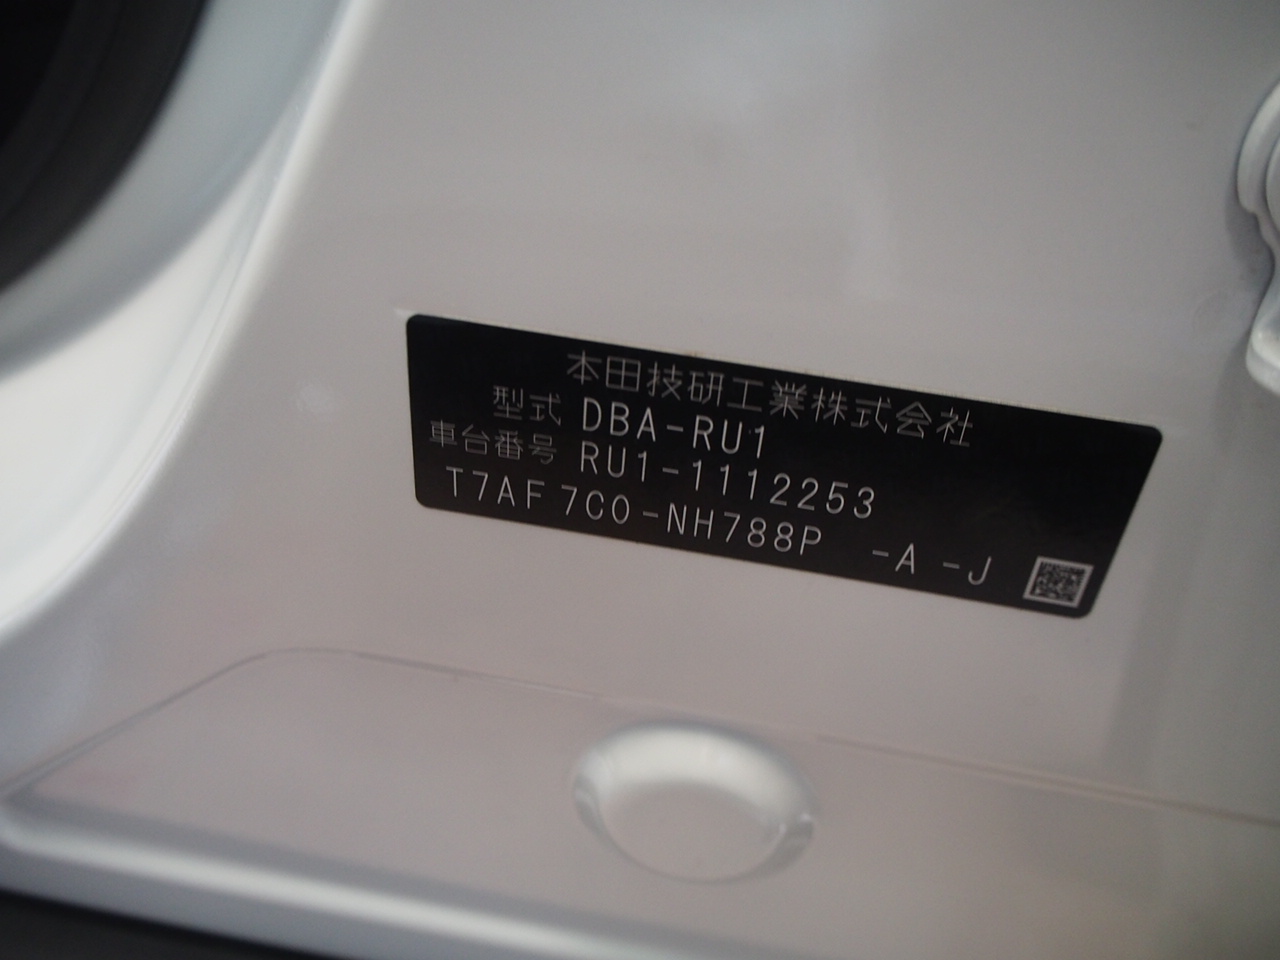 本田技研工業株式会社
型式 DBA-RU1
車台番号 RU1-1112253
T7AF7C0-NH788P -A -J